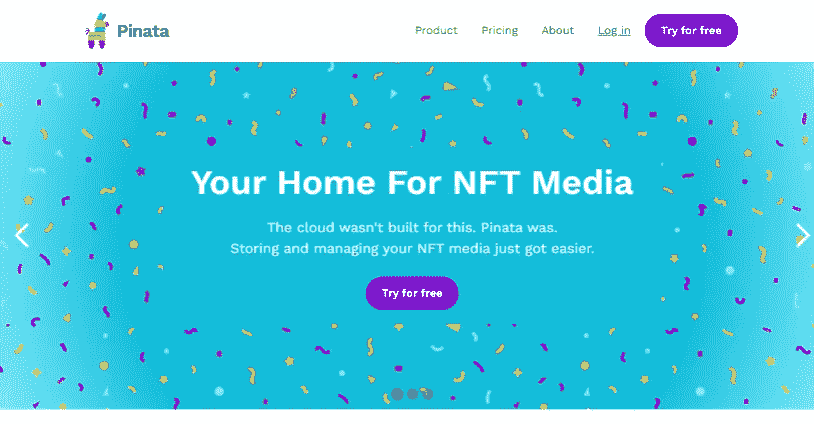 Pinata
Product Pricing About Log in Try for free
Your Home For NFT Media
The cloud wasn't built for this. Pinata was.
Storing and managing your NFT media just got easier.
Try for free